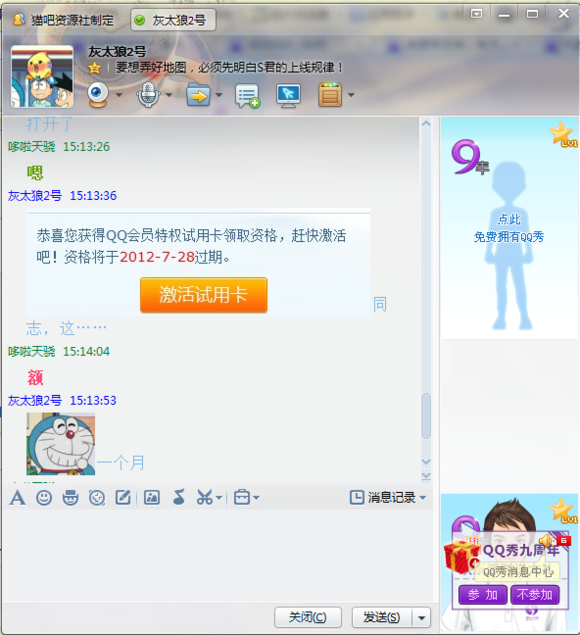 猫吧资源社制定
灰太狼2号
灰太狼2号
要想弄好地图，必须先明白S君的上线规律！
打开了
哆啦天骁 15:13:26
嗯
灰太狼2号 15:13:36
恭喜您获得QQ会员特权试用卡领取资格，赶快激活
吧！资格将于2012-7-28过期。
激活试用卡
同
志，这……
哆啦天骁 15:14:04
额
灰太狼2号 15:13:53
一个月
消息记录
关闭(C)
发送(S)
LV1
9年
点此
免费拥有QQ秀
LV1
6
QQ秀九周年
QQ秀消息中心
参 加
不参加